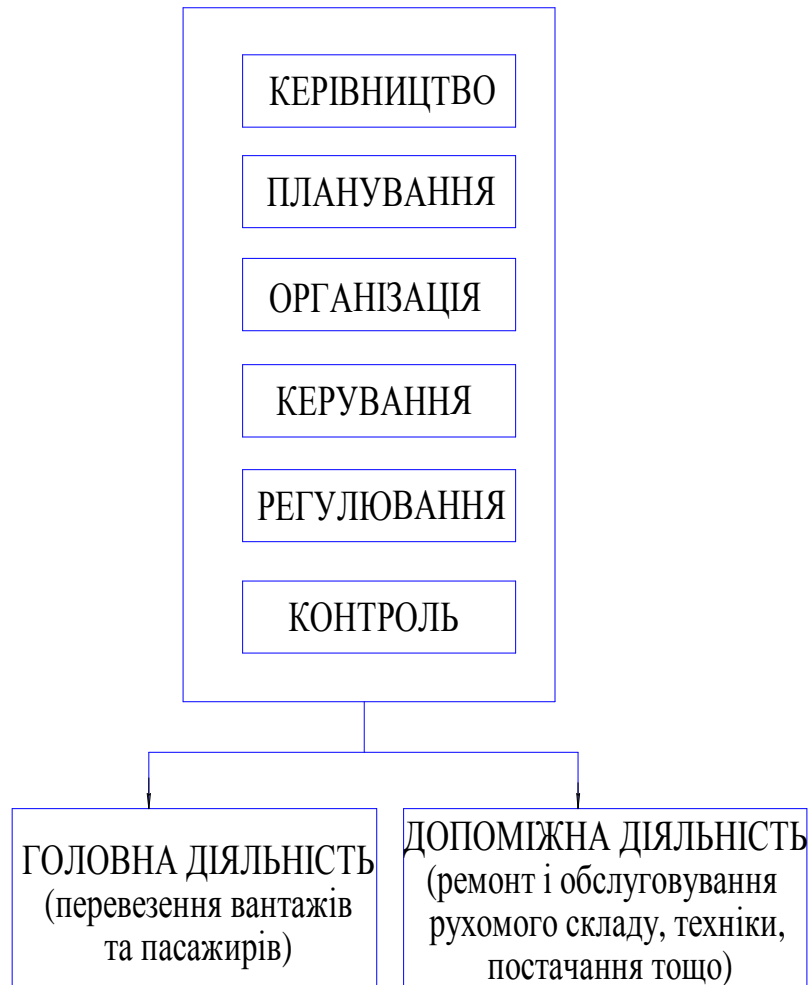 КЕРІВНИЦТВО
ПЛАНУВАННЯ
ОРГАНІЗАЦІЯ
КЕРУВАННЯ
РЕГУЛЮВАННЯ
КОНТРОЛЬ
ГОЛОВНА ДІЯЛЬНІСТЬ
(перевезення вантажів
та пасажирів)
ДОПОМІЖНА ДІЯЛЬНІСТЬ
(ремонт і обслуговування
рухомого складу, техніки,
постачання тощо)